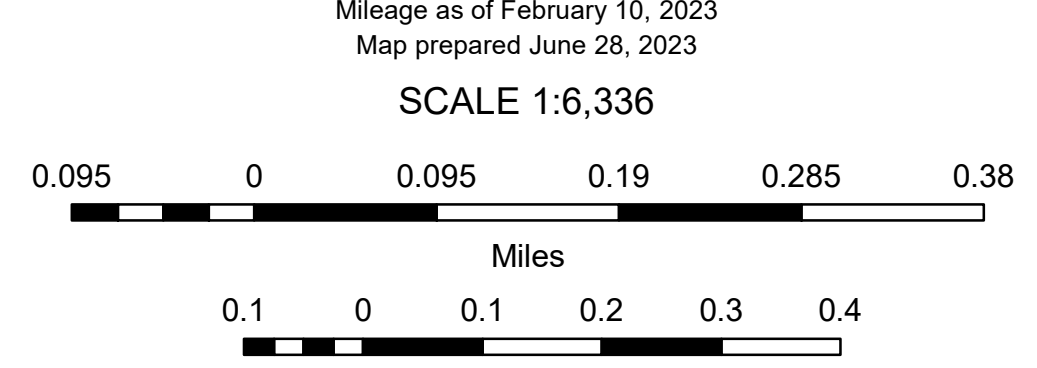 Mileage as of February 10, 2023
Map prepared June 28, 2023
SCALE 1:6,336
0.095 0 0.095 0.19 0.285 0.38
Miles
0.1 0 0.1 0.2 0.3 0.4